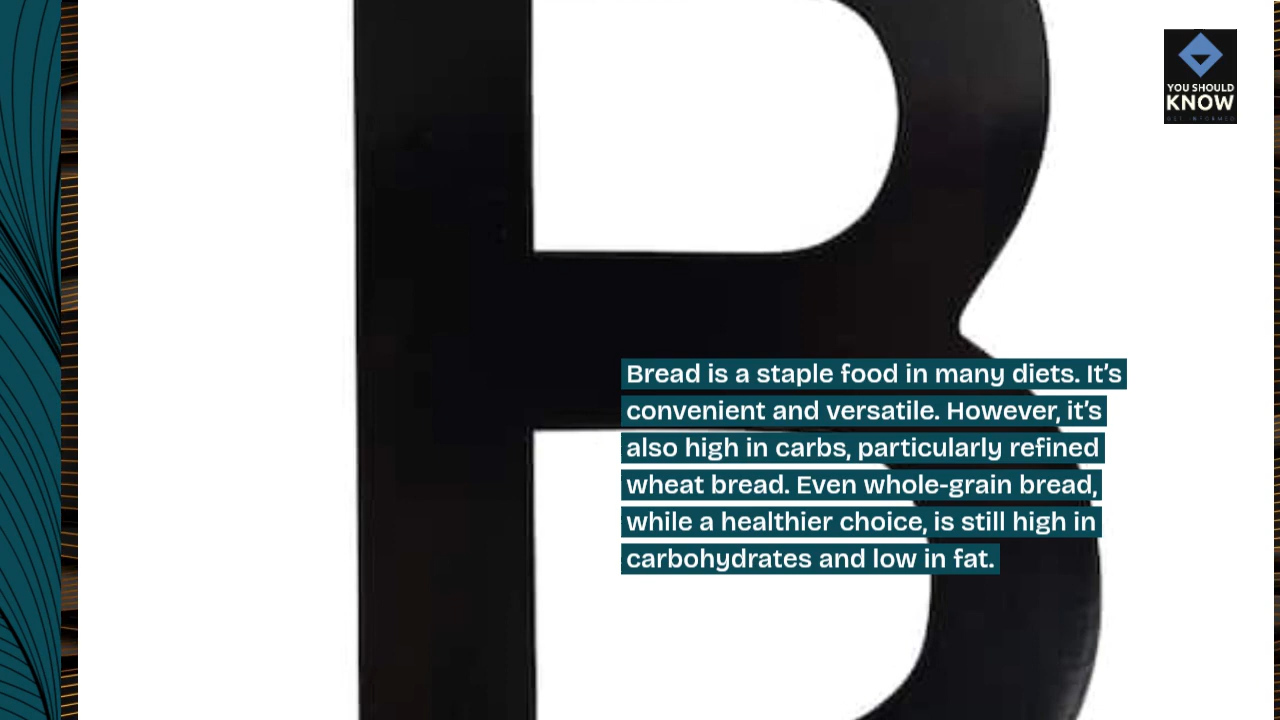 B
YOU SHOULD
KNOW
GET INFORMED
Bread is a staple food in many diets. It’s
convenient and versatile. However, it’s
also high in carbs, particularly refined
wheat bread. Even whole-grain bread,
while a healthier choice, is still high in
carbohydrates and low in fat.